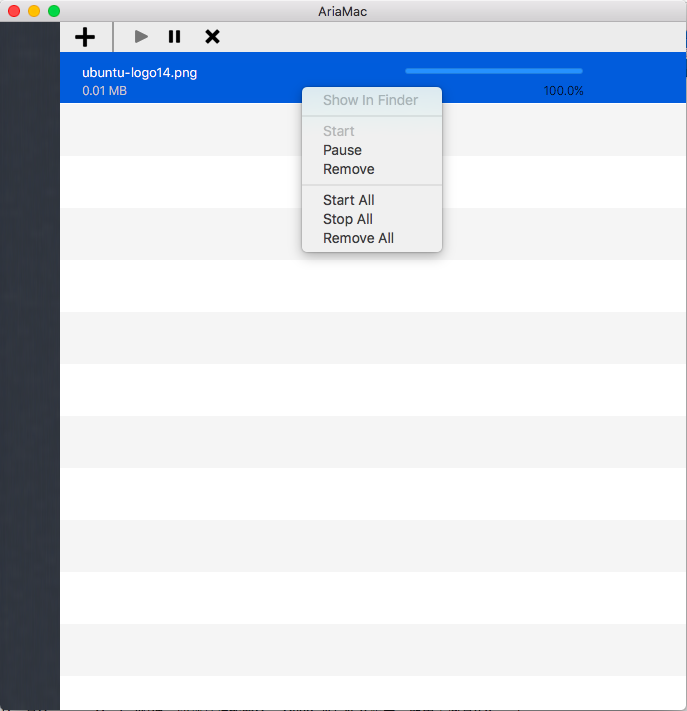 AriaMac
ubuntu-logo14.png
0.01 MB
100.0%
Show In Finder
Start
Pause
Remove
Start All
Stop All
Remove All